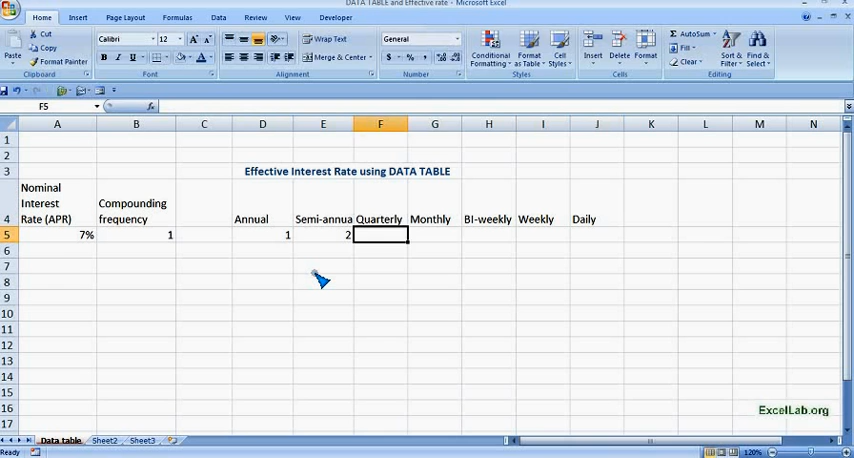 DATA TABLE and Effective rate - Microsoft Excel
Home Insert Page Layout Formulas Data Review View Developer
Cut
Copy
Format Painter
Paste
Clipboard
Calibri 12
B I U
Font
Wrap Text
Merge & Center
Alignment
General
$ % ,
Number
Conditional Formatting
Format as Table
Cell Styles
Styles
Insert Delete Format
Cells
AutoSum
Fill
Clear
Sort & Filter
Find & Select
Editing
F5 fx
A B C D E F G H I J K L M N
1
2
3 Effective Interest Rate using DATA TABLE
Nominal
Interest Compounding
4 Rate (APR) frequency Annual Semi-annua Quarterly Monthly BI-weekly Weekly Daily
5 7% 1 1 2
6
7
8
9
10
11
12
13
14
15
16 ExcelLab.org
17
Data table Sheet2 Sheet3
Ready 120%